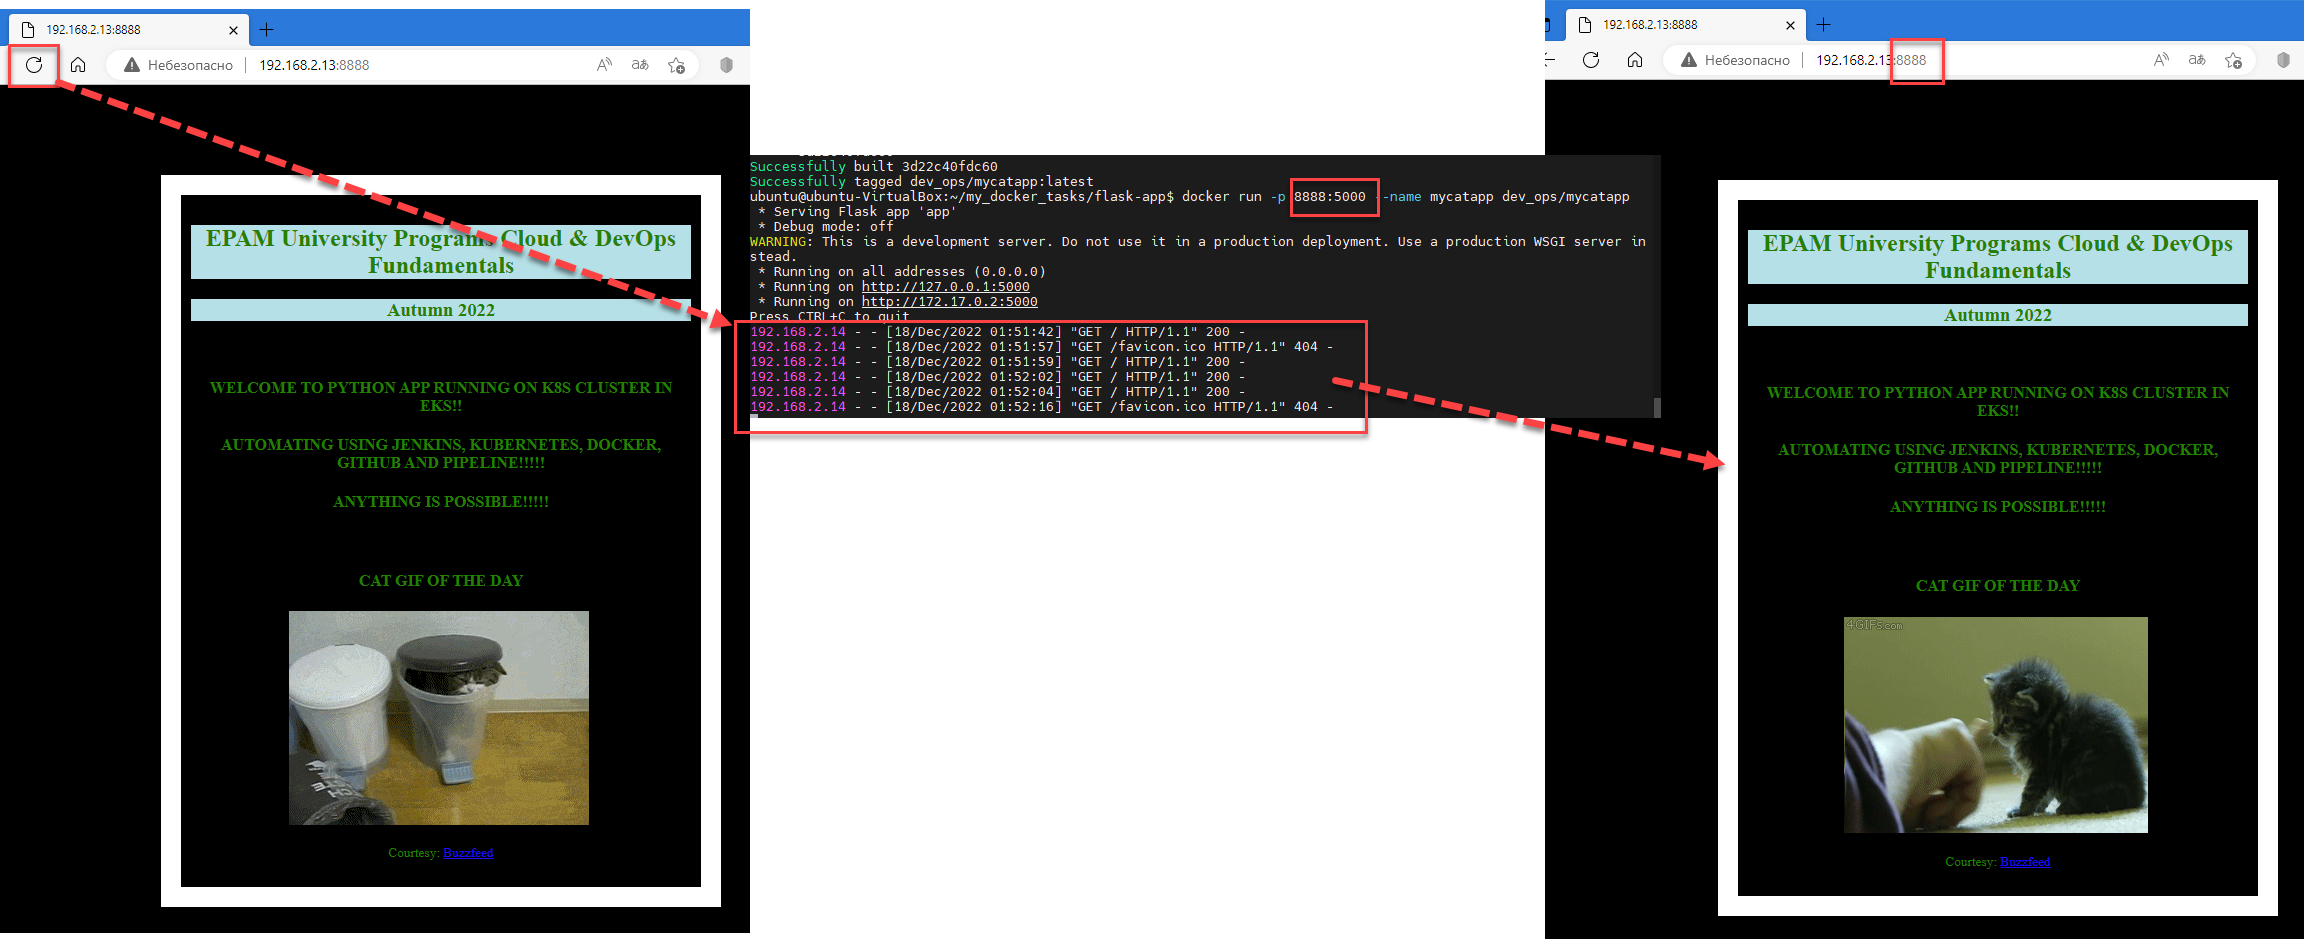 192.168.2.13:8888
Небезопасно
192.168.2.13:8888
EPAM University Programs Cloud & DevOps
Fundamentals
Autumn 2022
WELCOME TO PYTHON APP RUNNING ON K8S CLUSTER IN
EKS!!
AUTOMATING USING JENKINS, KUBERNETES, DOCKER,
GITHUB AND PIPELINE!!!!!
ANYTHING IS POSSIBLE!!!!!
CAT GIF OF THE DAY
Courtesy: Buzzfeed
Successfully built 3d22c40fdc60
Successfully tagged dev_ops/mycatapp:latest
ubuntu@ubuntu-VirtualBox:~/my_docker_tasks/flask-app$ docker run -p 8888:5000 --name mycatapp dev_ops/mycatapp
* Serving Flask app 'app'
* Debug mode: off
WARNING: This is a development server. Do not use it in a production deployment. Use a production WSGI server in
stead.
* Running on all addresses (0.0.0.0)
* Running on http://127.0.0.1:5000
* Running on http://172.17.0.2:5000
Press CTRL+C to quit
192.168.2.14 - - [18/Dec/2022 01:51:42] "GET / HTTP/1.1" 200 -
192.168.2.14 - - [18/Dec/2022 01:51:57] "GET /favicon.ico HTTP/1.1" 404 -
192.168.2.14 - - [18/Dec/2022 01:51:59] "GET / HTTP/1.1" 200 -
192.168.2.14 - - [18/Dec/2022 01:52:02] "GET / HTTP/1.1" 200 -
192.168.2.14 - - [18/Dec/2022 01:52:04] "GET / HTTP/1.1" 200 -
192.168.2.14 - - [18/Dec/2022 01:52:16] "GET /favicon.ico HTTP/1.1" 404 -
192.168.2.13:8888
Небезопасно
192.168.2.13:8888
EPAM University Programs Cloud & DevOps
Fundamentals
Autumn 2022
WELCOME TO PYTHON APP RUNNING ON K8S CLUSTER IN
EKS!!
AUTOMATING USING JENKINS, KUBERNETES, DOCKER,
GITHUB AND PIPELINE!!!!!
ANYTHING IS POSSIBLE!!!!!
CAT GIF OF THE DAY
4GIFs.com
Courtesy: Buzzfeed